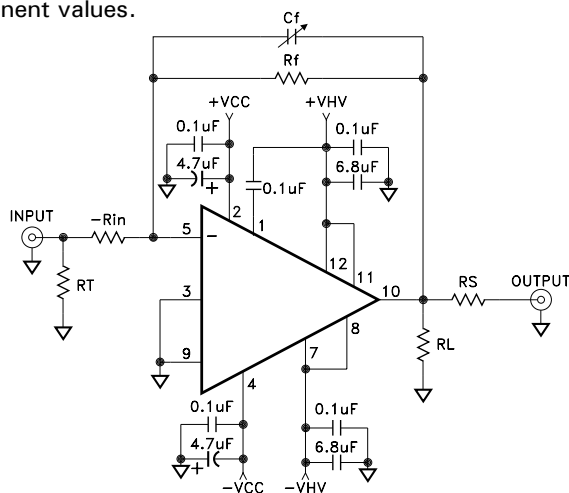 nent values.
Cf
Rf
+VCC
+VHV
0.1uF
4.7uF
+
0.1uF
0.1uF
6.8uF
INPUT
-Rin
5
-
2
1
12
11
10
RS
OUTPUT
RT
3
9
4
7
8
RL
0.1uF
4.7uF
+
-VCC
0.1uF
6.8uF
-VHV